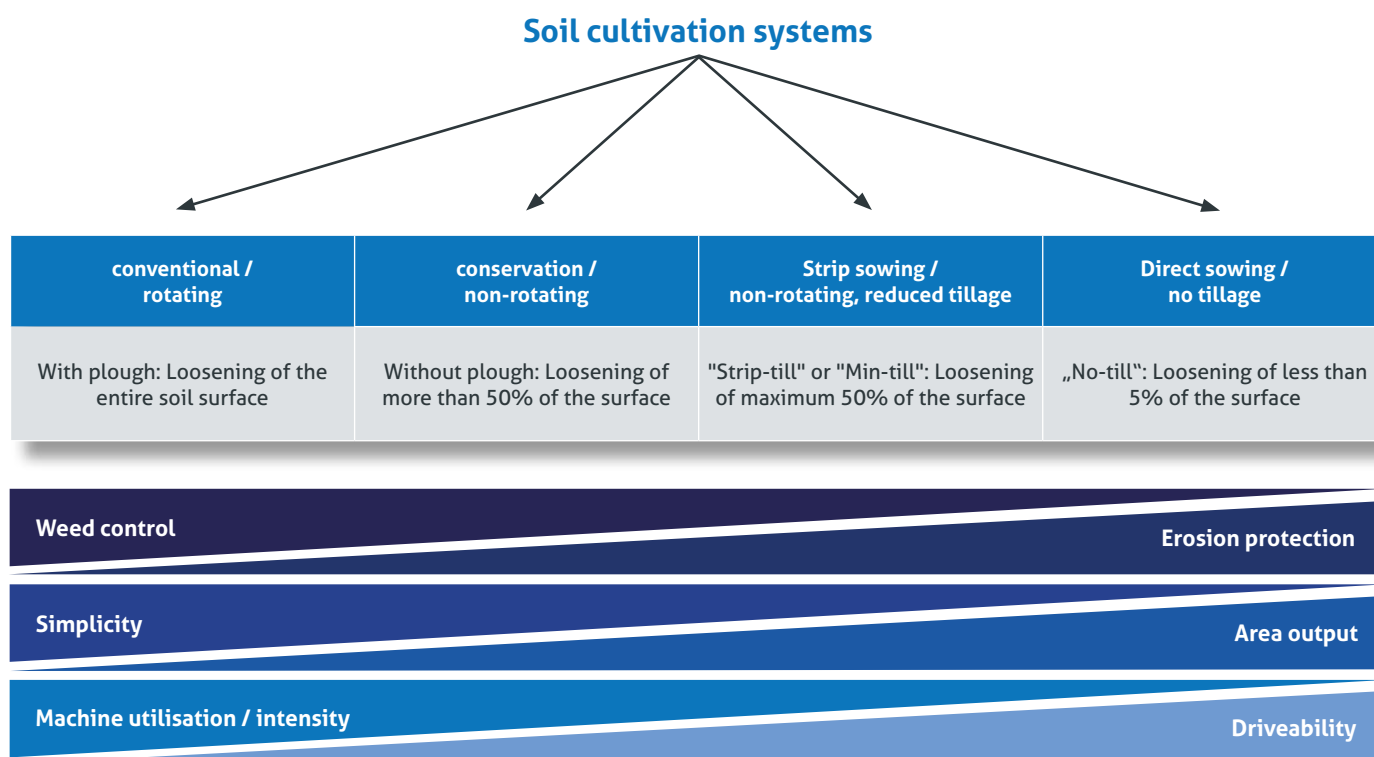 Soil cultivation systems
conventional /
rotating
conservation /
non-rotating
Strip sowing /
non-rotating, reduced tillage
Direct sowing /
no tillage
With plough: Loosening of the
entire soil surface
Without plough: Loosening of
more than 50% of the surface
"Strip-till" or "Min-till": Loosening
of maximum 50% of the surface
„No-till“: Loosening of less than
5% of the surface
Weed control
Erosion protection
Simplicity
Area output
Machine utilisation / intensity
Driveability